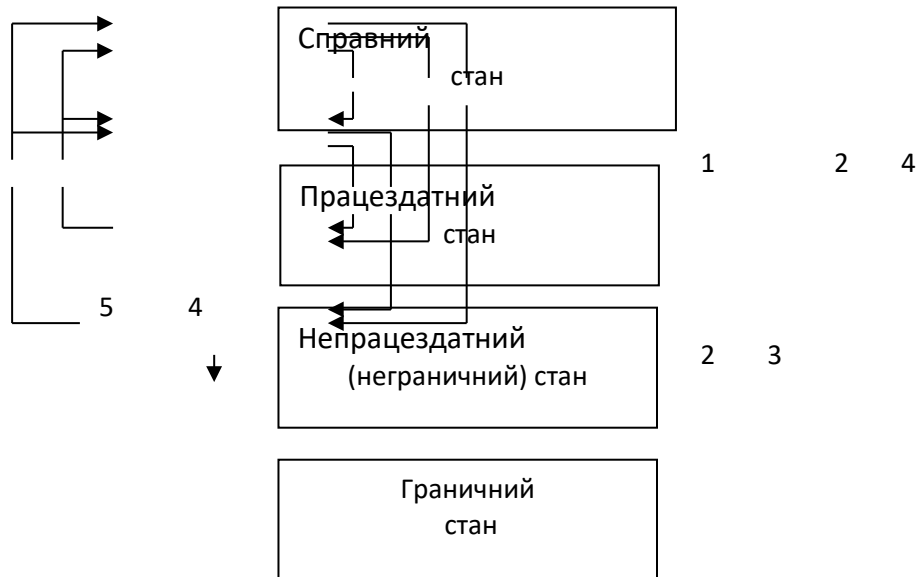 Справний
стан
1 2 4
Працездатний
стан
5 4
Непрацездатний
(неграничний) стан
2 3
Граничний
стан